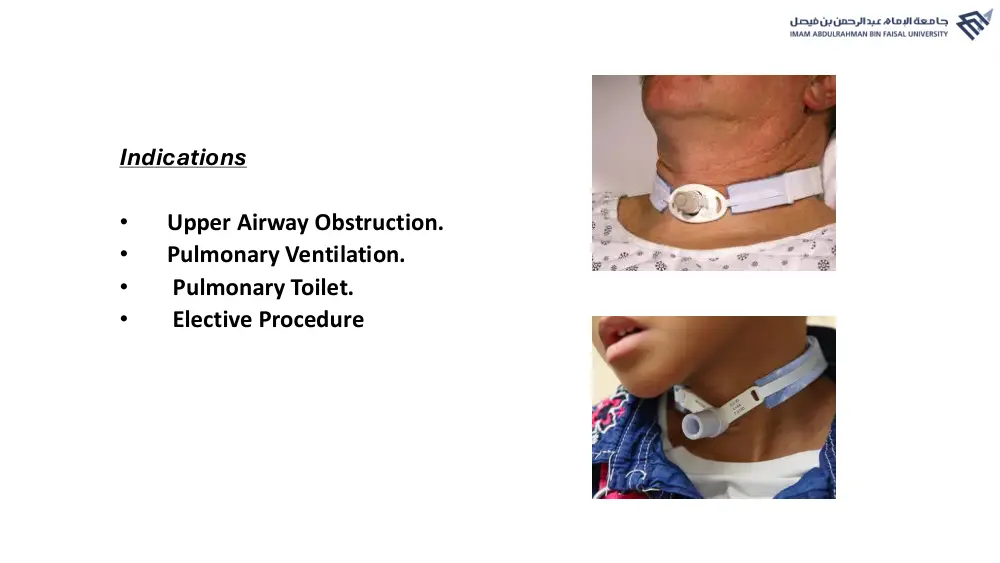 جامعة الإمام عبدالرحمن بن فيصل
IMAM ABDULRAHMAN BIN FAISAL UNIVERSITY
Indications
• Upper Airway Obstruction.
• Pulmonary Ventilation.
• Pulmonary Toilet.
• Elective Procedure